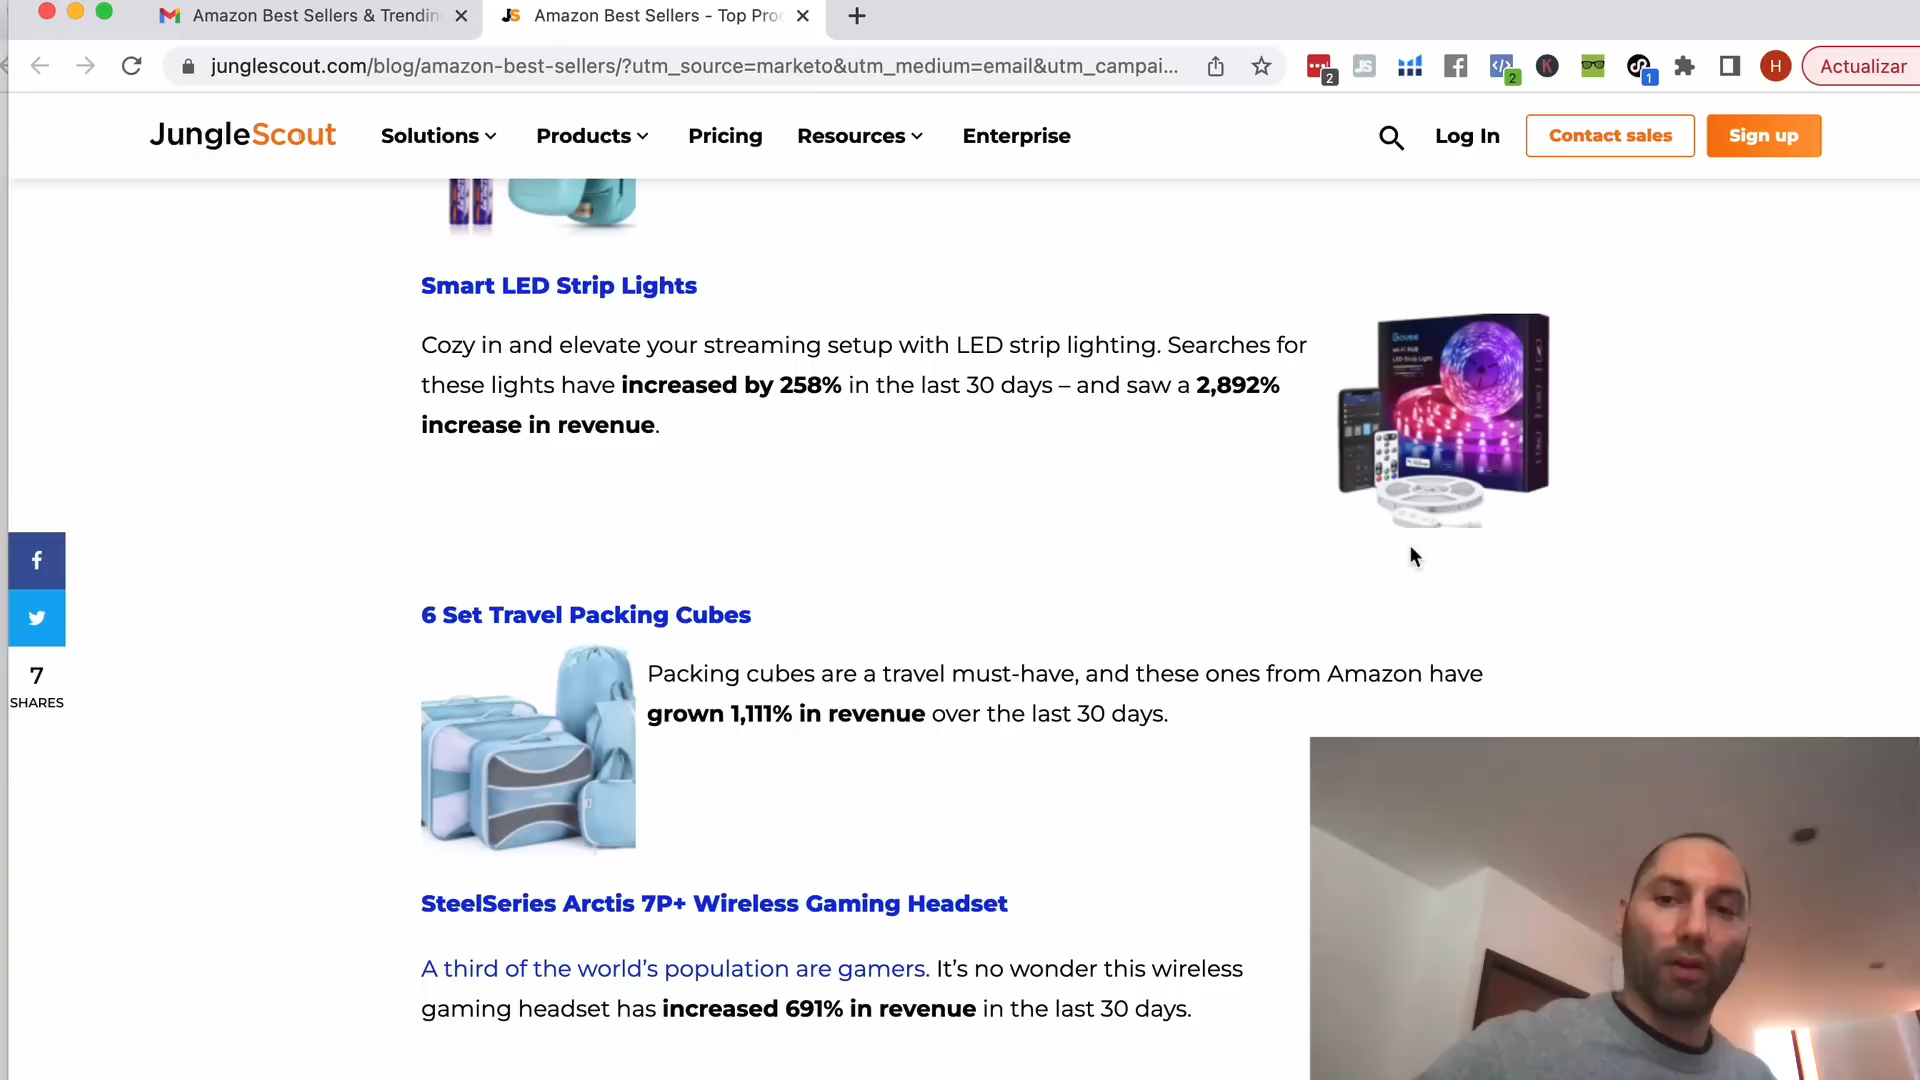 Amazon Best Sellers & Trendin
Amazon Best Sellers - Top Pro
junglescout.com/blog/amazon-best-sellers/?utm_source=marketo&utm_medium=email&utm_campai...
2
JS
2
K
1
H
Actualizar
JungleScout
Solutions
Products
Pricing
Resources
Enterprise
Log In
Contact sales
Sign up
Smart LED Strip Lights
Cozy in and elevate your streaming setup with LED strip lighting. Searches for
these lights have increased by 258% in the last 30 days – and saw a 2,892%
increase in revenue.
Govee
6 Set Travel Packing Cubes
Packing cubes are a travel must-have, and these ones from Amazon have
grown 1,111% in revenue over the last 30 days.
7
SHARES
SteelSeries Arctis 7P+ Wireless Gaming Headset
A third of the world's population are gamers. It's no wonder this wireless
gaming headset has increased 691% in revenue in the last 30 days.